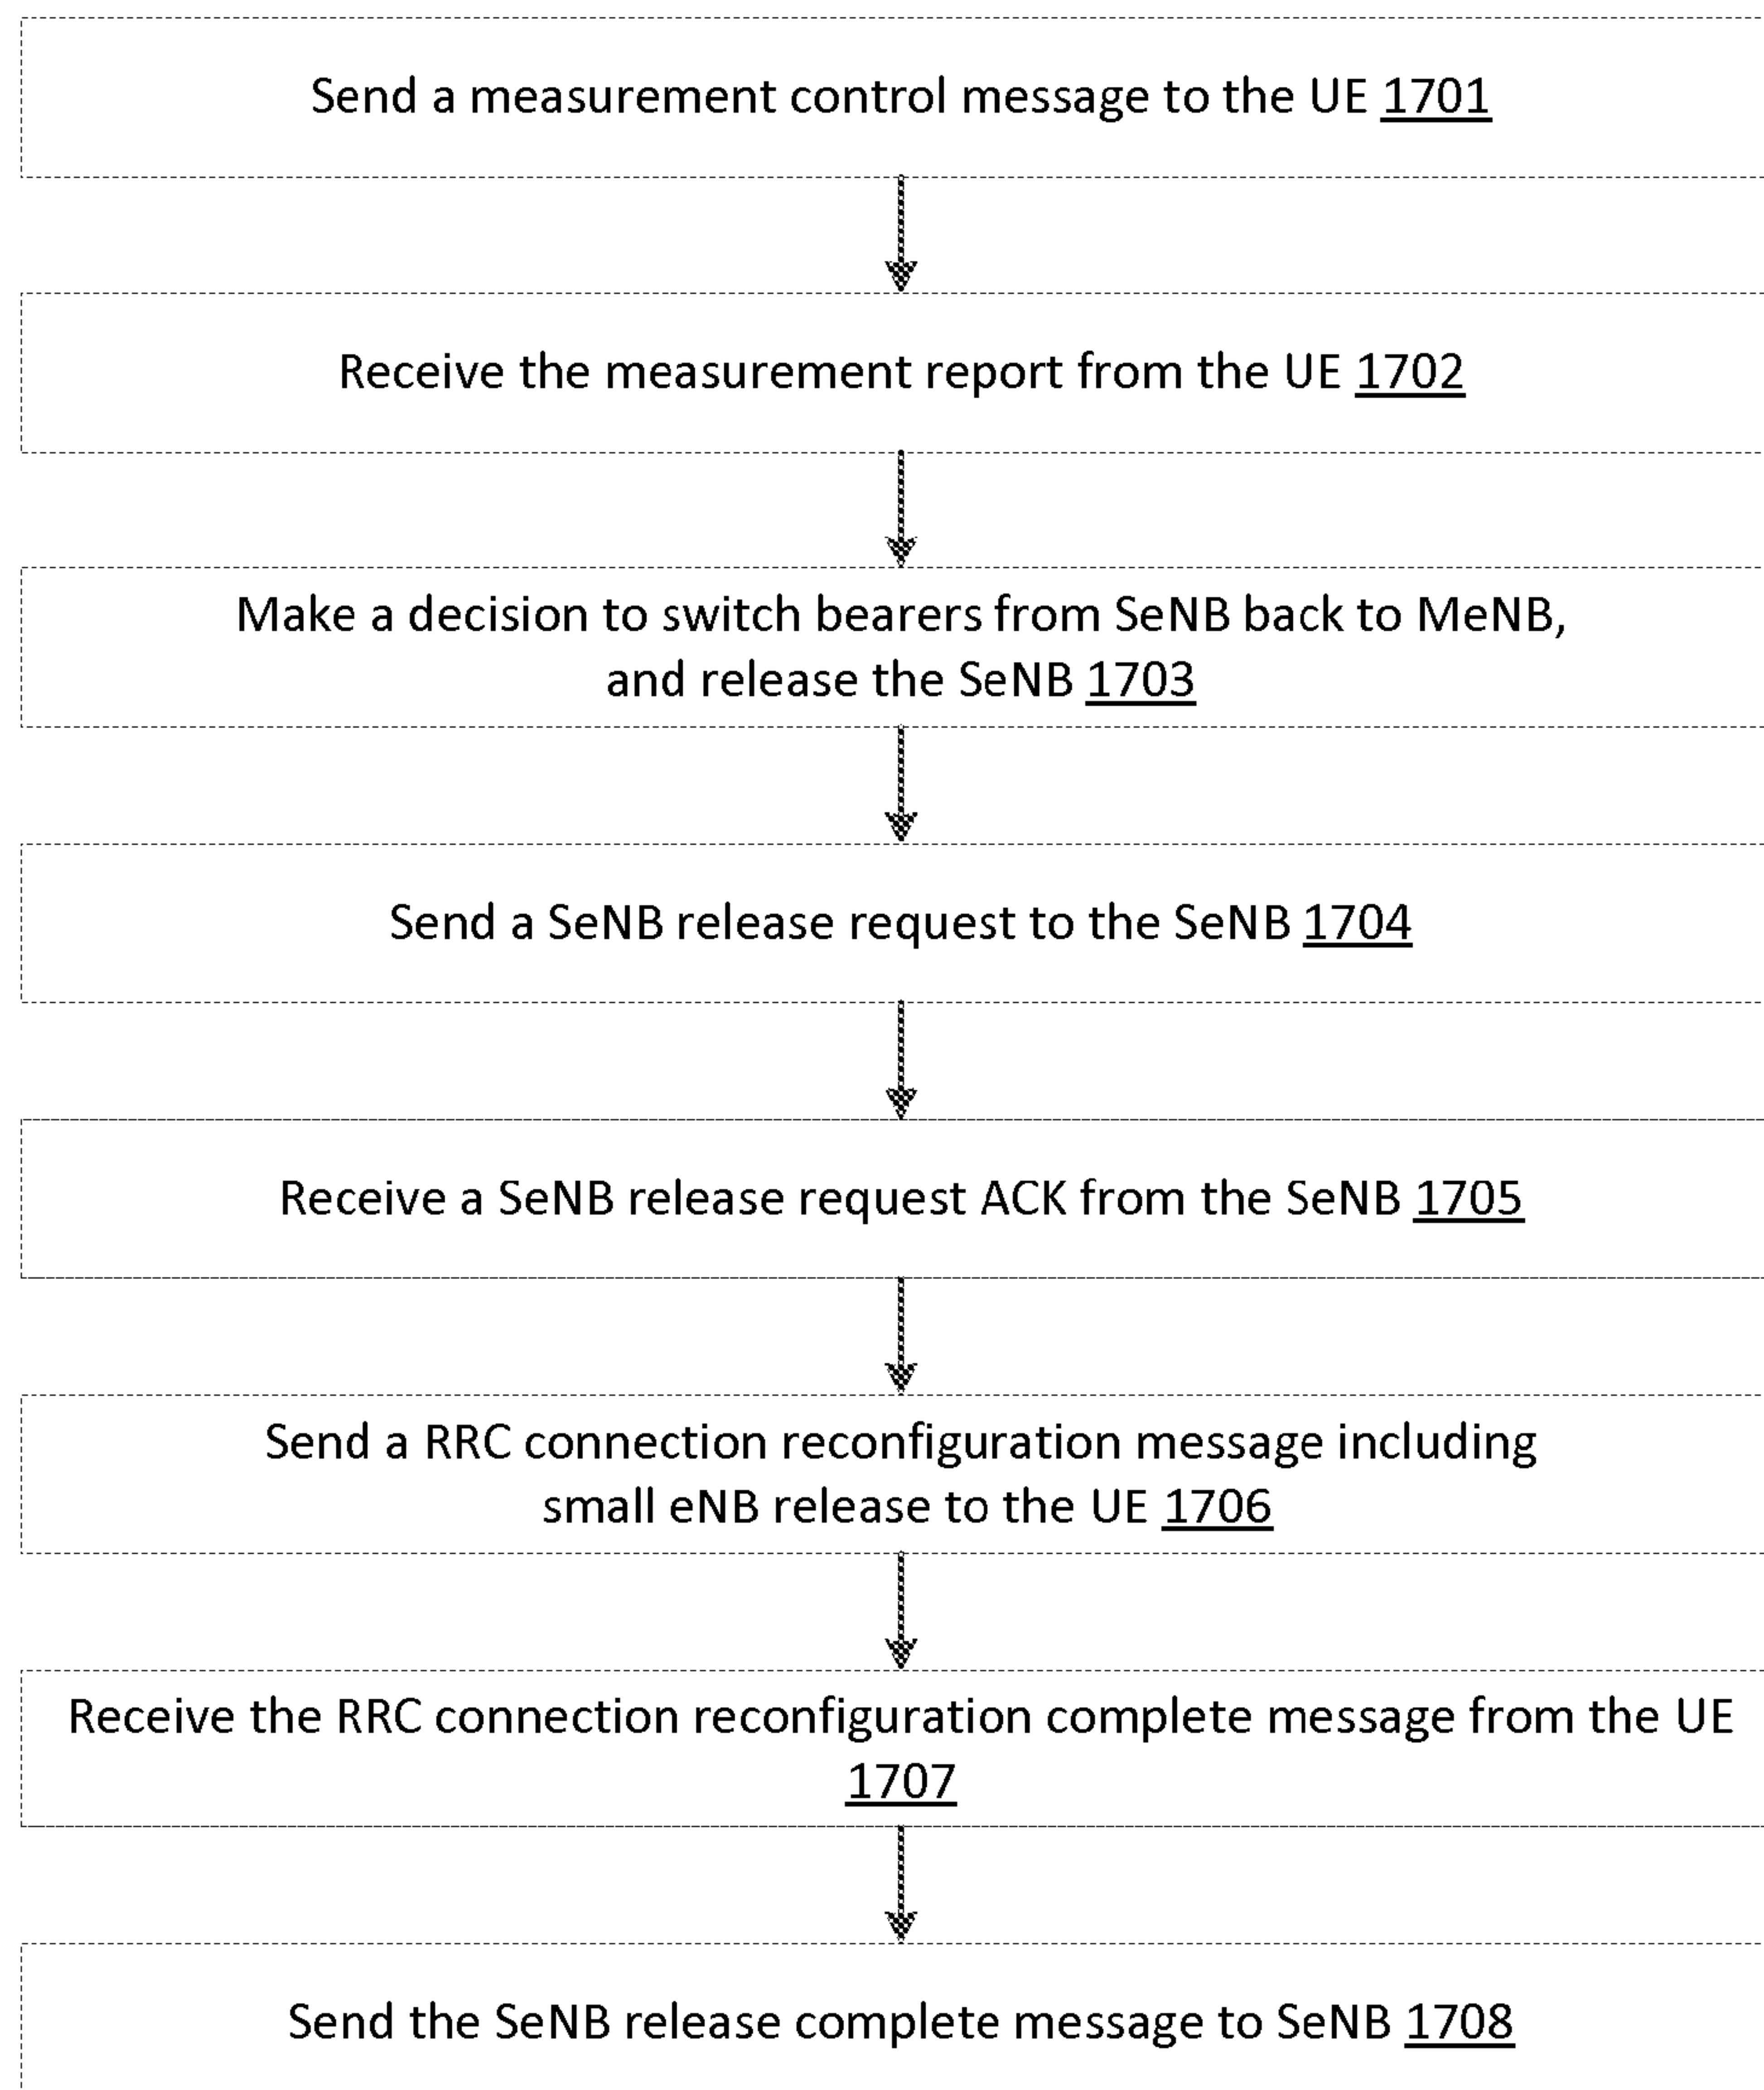 Send a measurement control message to the UE 1701
Receive the measurement report from the UE 1702
Make a decision to switch bearers from SeNB back to MeNB,
and release the SeNB 1703
Send a SeNB release request to the SeNB 1704
Receive a SeNB release request ACK from the SeNB 1705
Send a RRC connection reconfiguration message including
small eNB release to the UE 1706
Receive the RRC connection reconfiguration complete message from the UE
1707
Send the SeNB release complete message to SeNB 1708